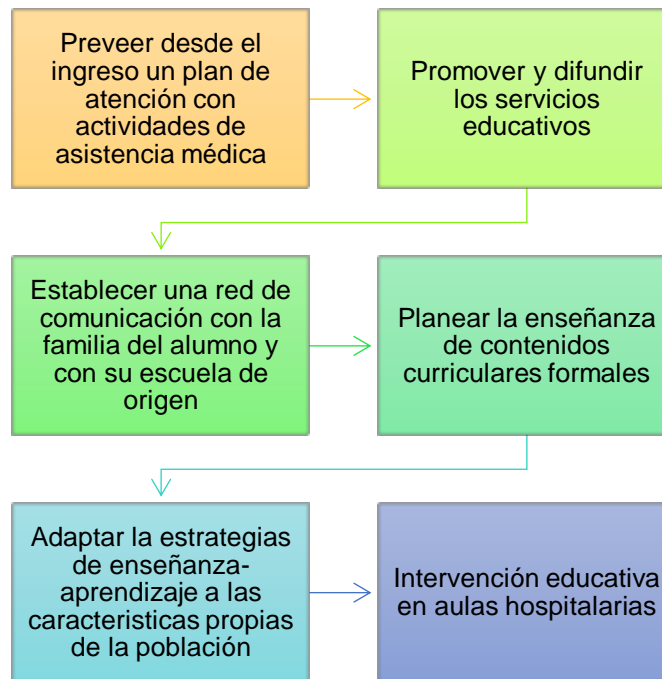 Preveer desde el
ingreso un plan de
atención con
actividades de
asistencia médica
Promover y difundir
los servicios
educativos
Establecer una red de
comunicación con la
familia del alumno y
con su escuela de
origen
Planear la enseñanza
de contenidos
curriculares formales
Adaptar la estrategias
de enseñanza-
aprendizaje a las
caracteristicas propias
de la población
Intervención educativa
en aulas hospitalarias